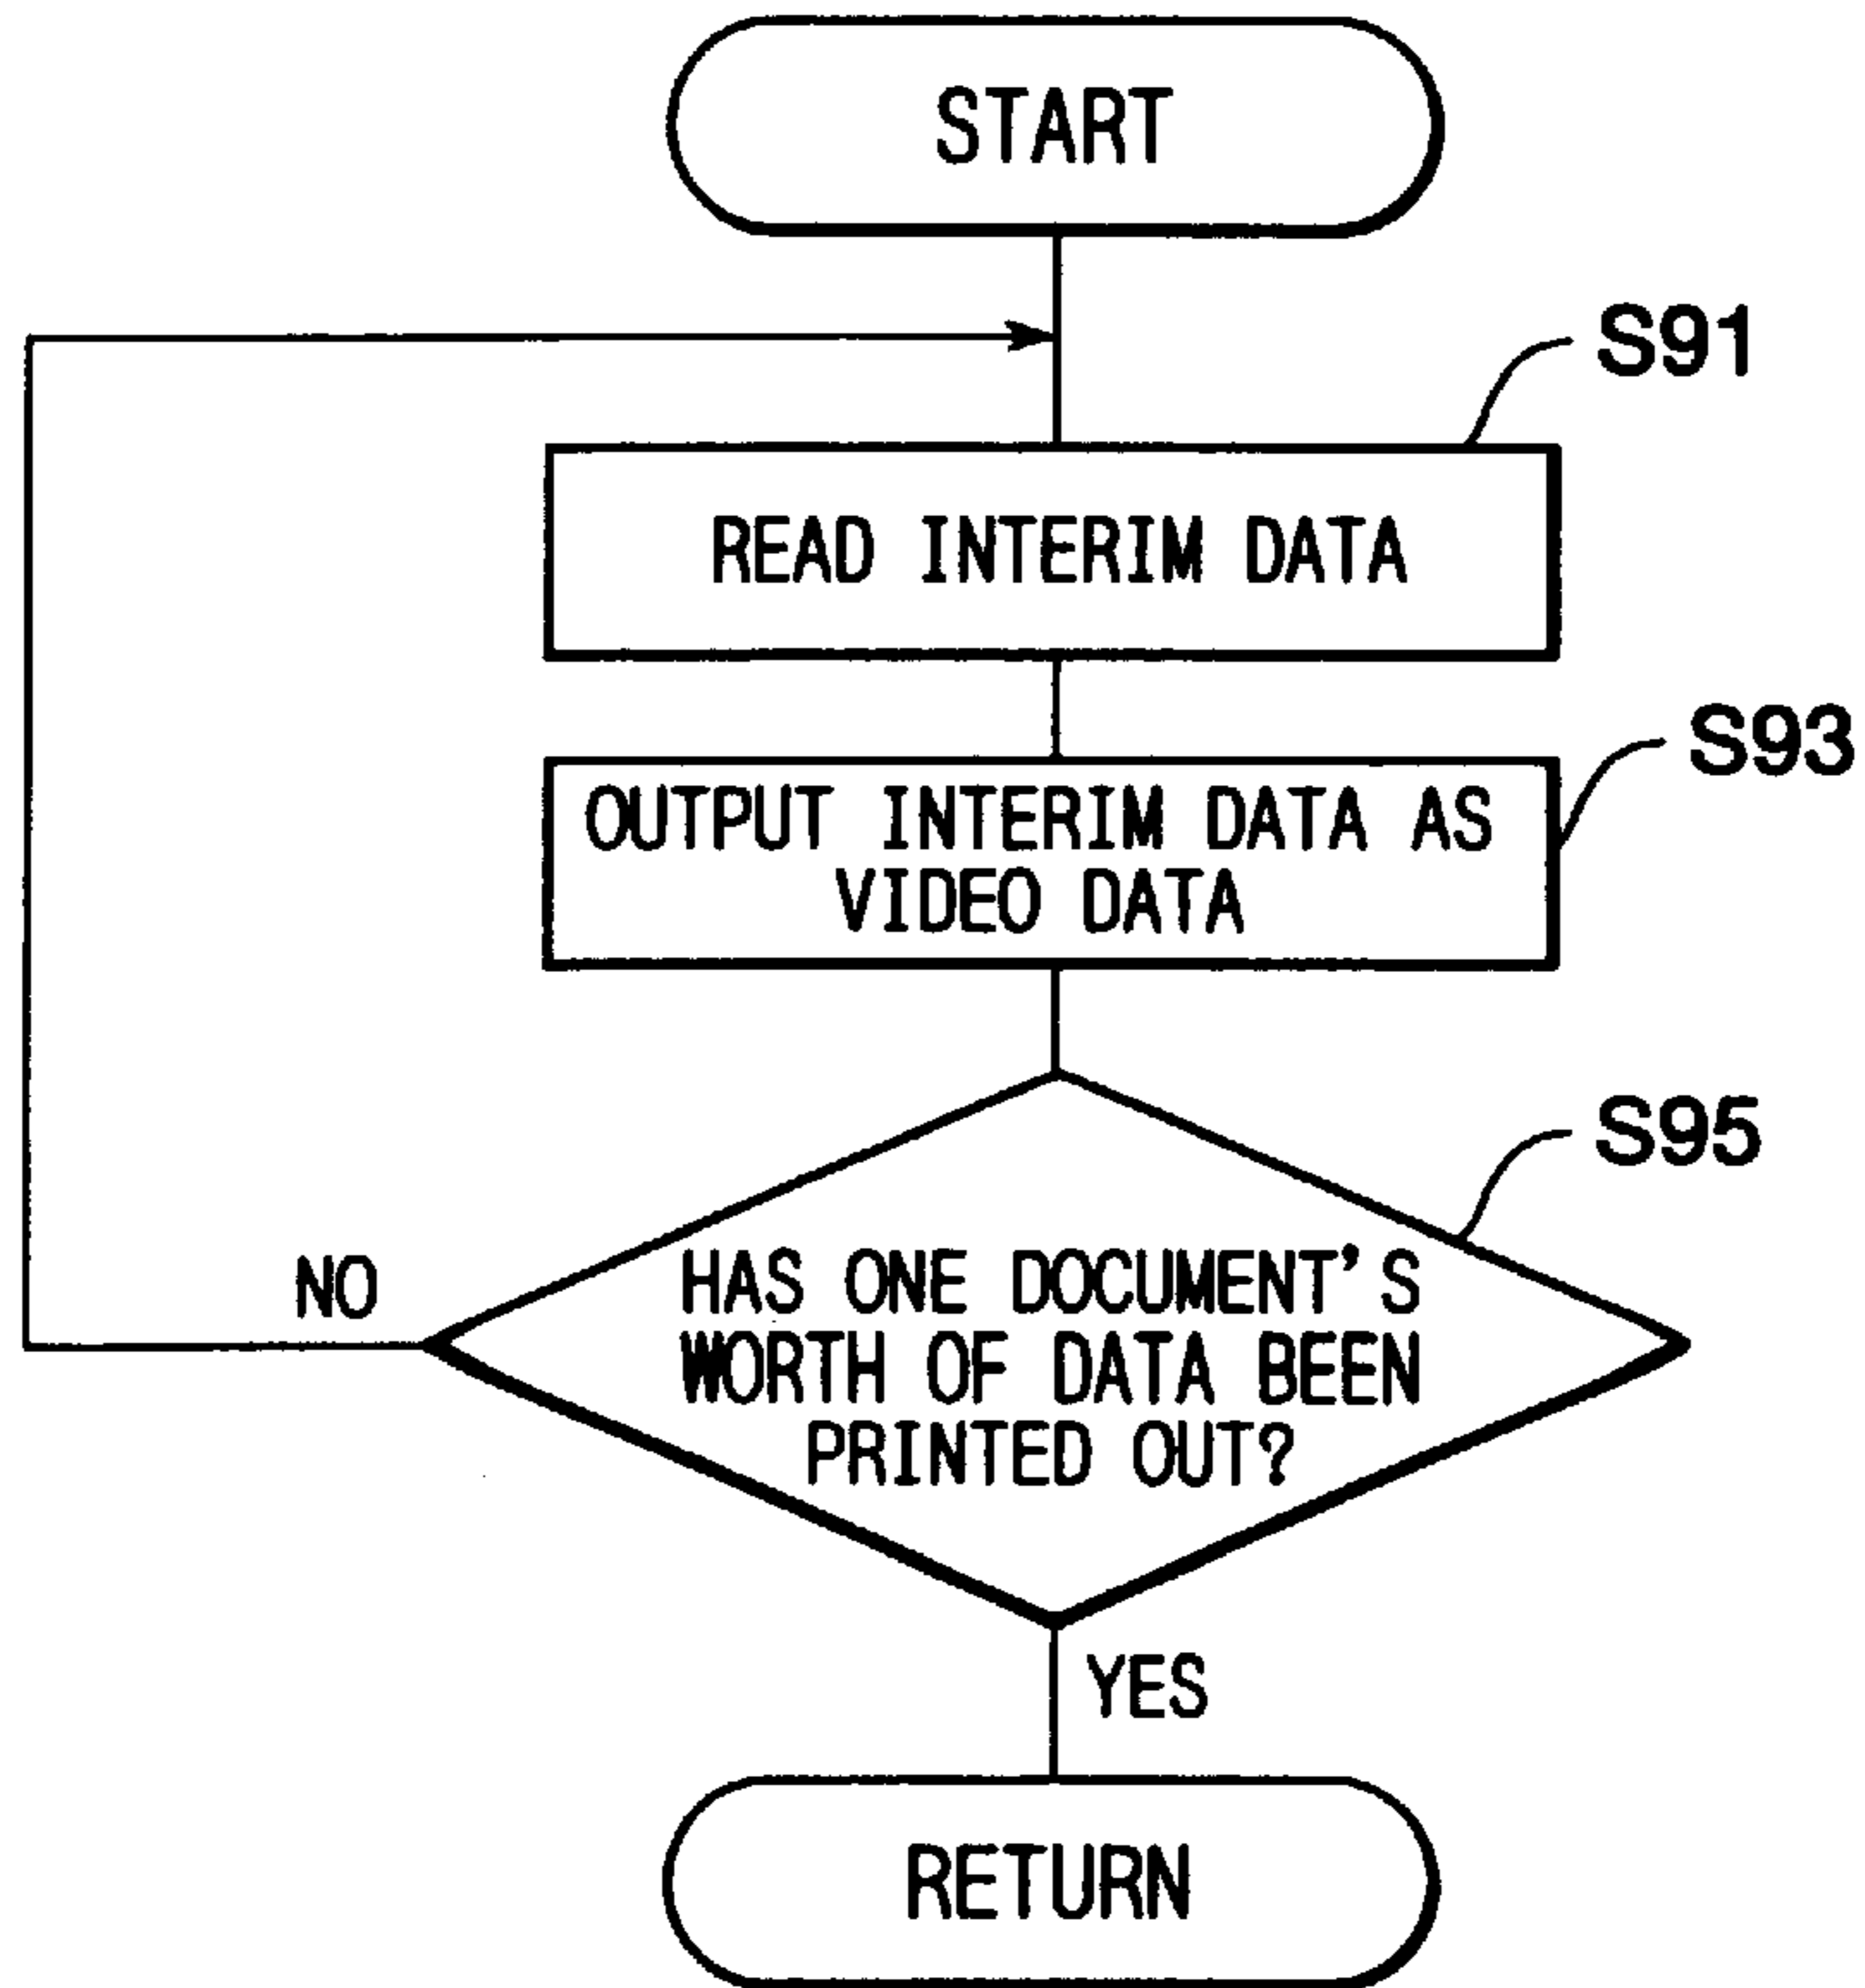 START
S91
READ INTERIM DATA
S93
OUTPUT INTERIM DATA AS
VIDEO DATA
S95
NO
HAS ONE DOCUMENT'S
WORTH OF DATA BEEN
PRINTED OUT?
YES
RETURN